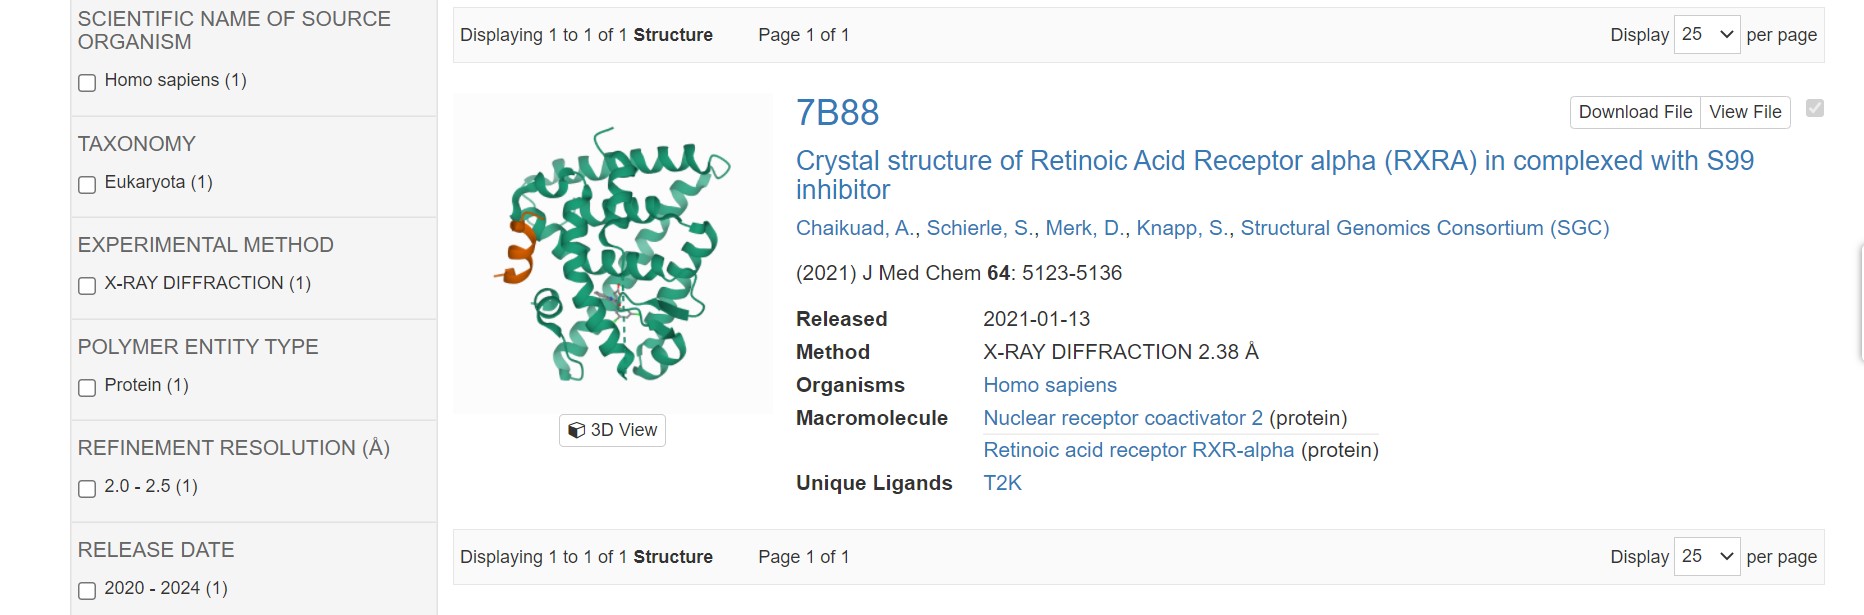 SCIENTIFIC NAME OF SOURCE
ORGANISM
Homo sapiens (1)
TAXONOMY
Eukaryota (1)
EXPERIMENTAL METHOD
X-RAY DIFFRACTION (1)
POLYMER ENTITY TYPE
Protein (1)
REFINEMENT RESOLUTION (Å)
2.0 - 2.5 (1)
RELEASE DATE
2020 - 2024 (1)
Displaying 1 to 1 of 1 Structure Page 1 of 1 Display 25 per page
7B88 Download File View File
Crystal structure of Retinoic Acid Receptor alpha (RXRA) in complexed with S99
inhibitor
Chaikuad, A., Schierle, S., Merk, D., Knapp, S., Structural Genomics Consortium (SGC)
(2021) J Med Chem 64: 5123-5136
Released 2021-01-13
Method X-RAY DIFFRACTION 2.38 Å
Organisms Homo sapiens
Macromolecule Nuclear receptor coactivator 2 (protein)
Retinoic acid receptor RXR-alpha (protein)
Unique Ligands T2K
3D View
Displaying 1 to 1 of 1 Structure Page 1 of 1 Display 25 per page